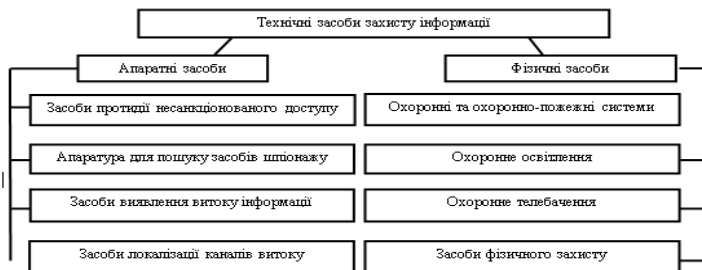 Технічні засоби захисту інформації
Апаратні засоби
Фізичні засоби
Засоби протидії несанкціонованого доступу
Охоронні та охоронно-пожежні системи
Апаратура для пошуку засобів шпіонажу
Охоронне освітлення
Засоби виявлення витоку інформації
Охоронне телебачення
Засоби локалізації каналів витоку
Засоби фізичного захисту